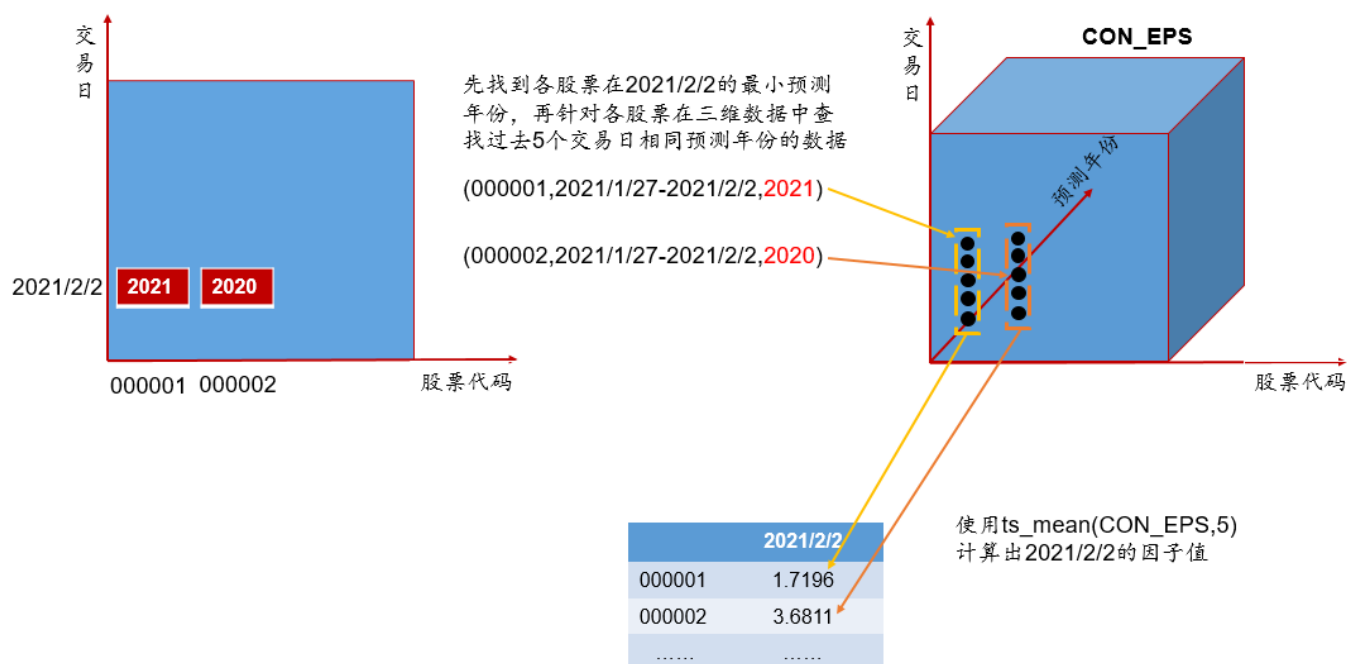 交
易
日
2021/2/2
2021
2020
000001
000002
股票代码
先找到各股票在2021/2/2的最小预测
年份，再针对各股票在三维数据中查
找过去5个交易日相同预测年份的数据
(000001,2021/1/27-2021/2/2,2021)
(000002,2021/1/27-2021/2/2,2020)
交
易
日
CON_EPS
预测年份
股票代码
2021/2/2
000001 1.7196
000002 3.6811
…… ……
使用ts_mean(CON_EPS,5)
计算出2021/2/2的因子值